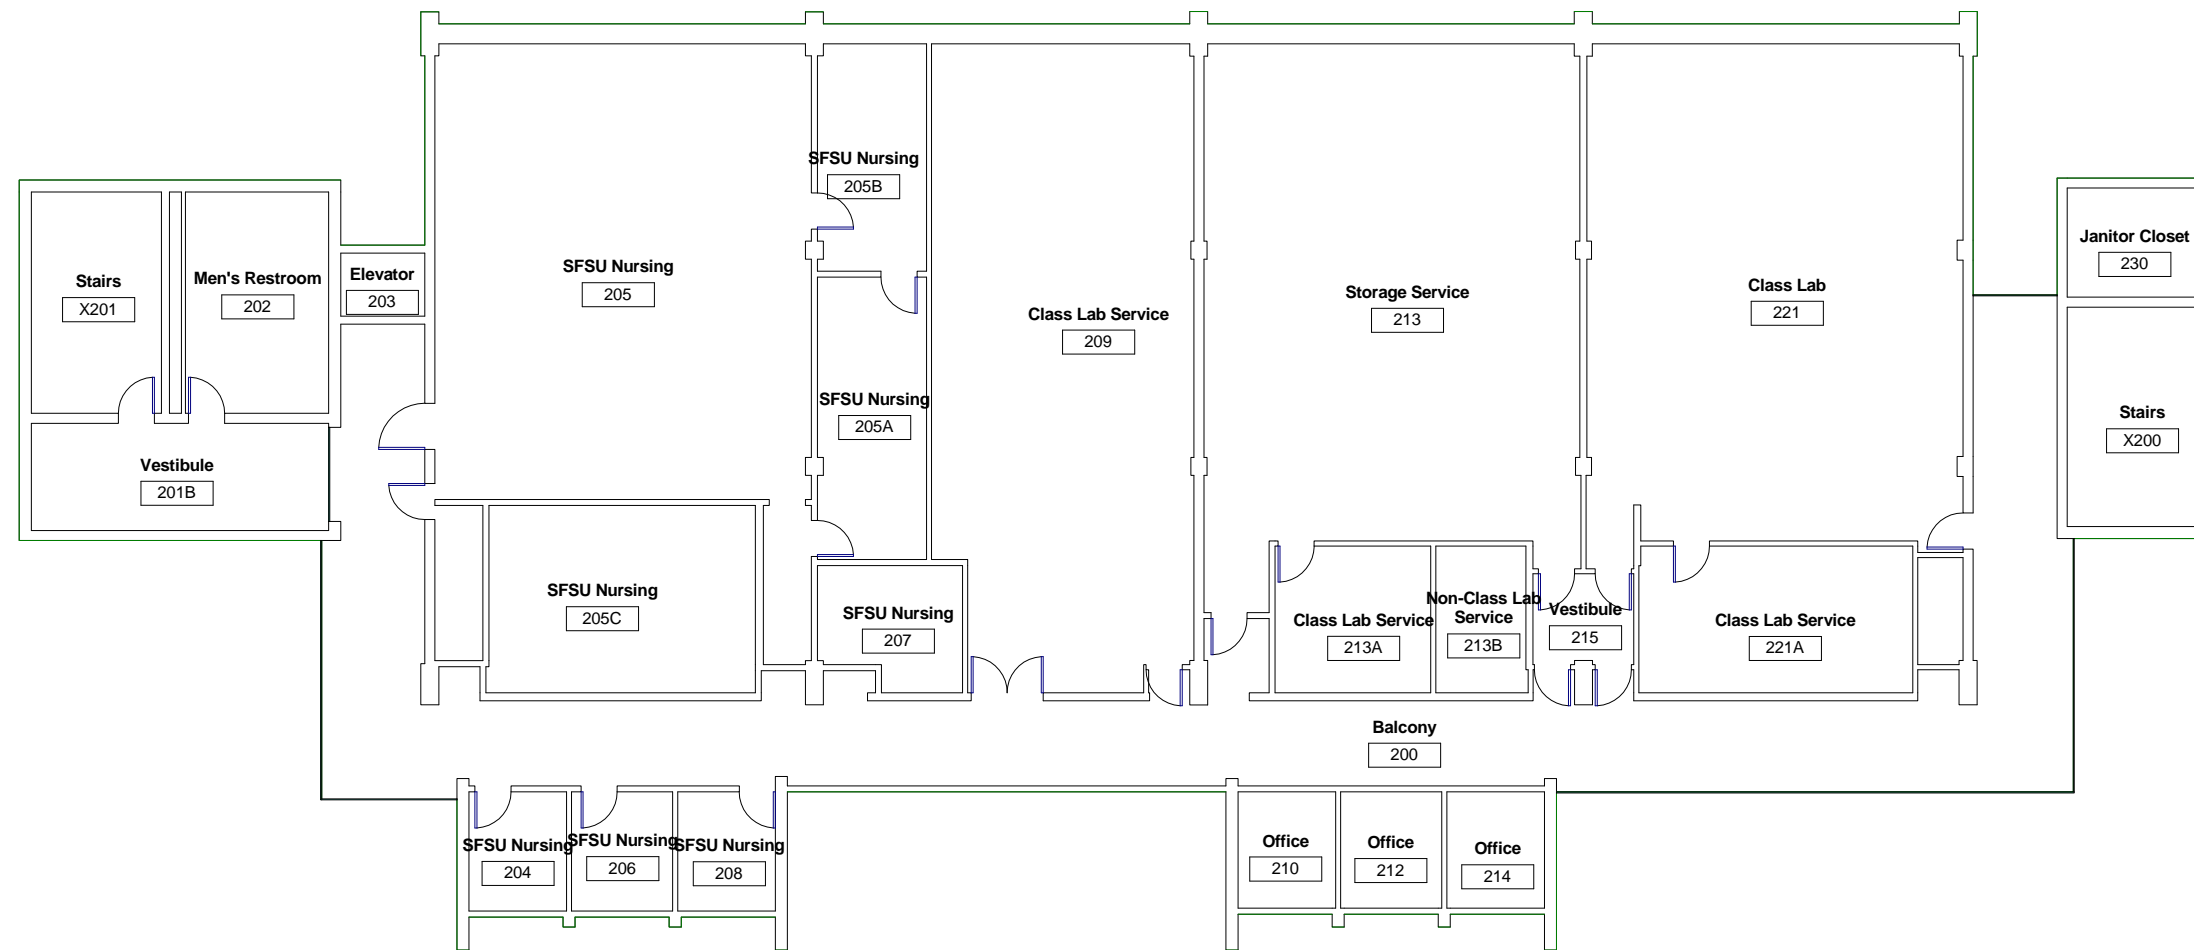 SFSU Nursing
205B
Janitor Closet
230
Stairs
X201
Men's Restroom
202
Elevator
203
SFSU Nursing
205
Storage Service
213
Class Lab
221
Class Lab Service
209
SFSU Nursing
205A
Stairs
X200
Vestibule
201B
SFSU Nursing
205C
SFSU Nursing
207
Class Lab Service
213A
Non-Class Lab
Service
213B
Vestibule
215
Class Lab Service
221A
Balcony
200
SFSU Nursing
204
SFSU Nursing
206
SFSU Nursing
208
Office
210
Office
212
Office
214